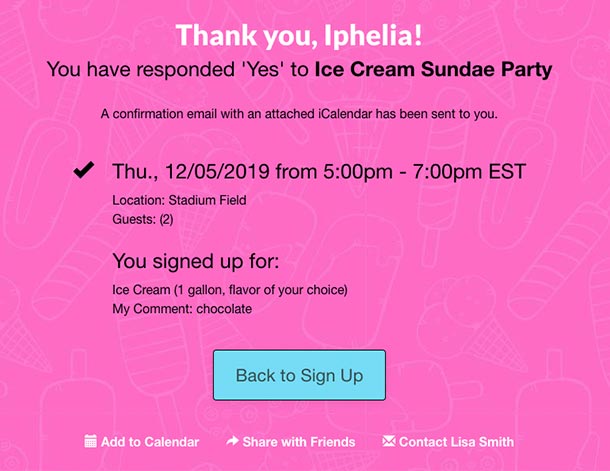 Thank you, Iphelia!
You have responded 'Yes' to Ice Cream Sundae Party
A confirmation email with an attached iCalendar has been sent to you.
Thu., 12/05/2019 from 5:00pm - 7:00pm EST
Location: Stadium Field
Guests: (2)
You signed up for:
Ice Cream (1 gallon, flavor of your choice)
My Comment: chocolate
Back to Sign Up
Add to Calendar Share with Friends Contact Lisa Smith